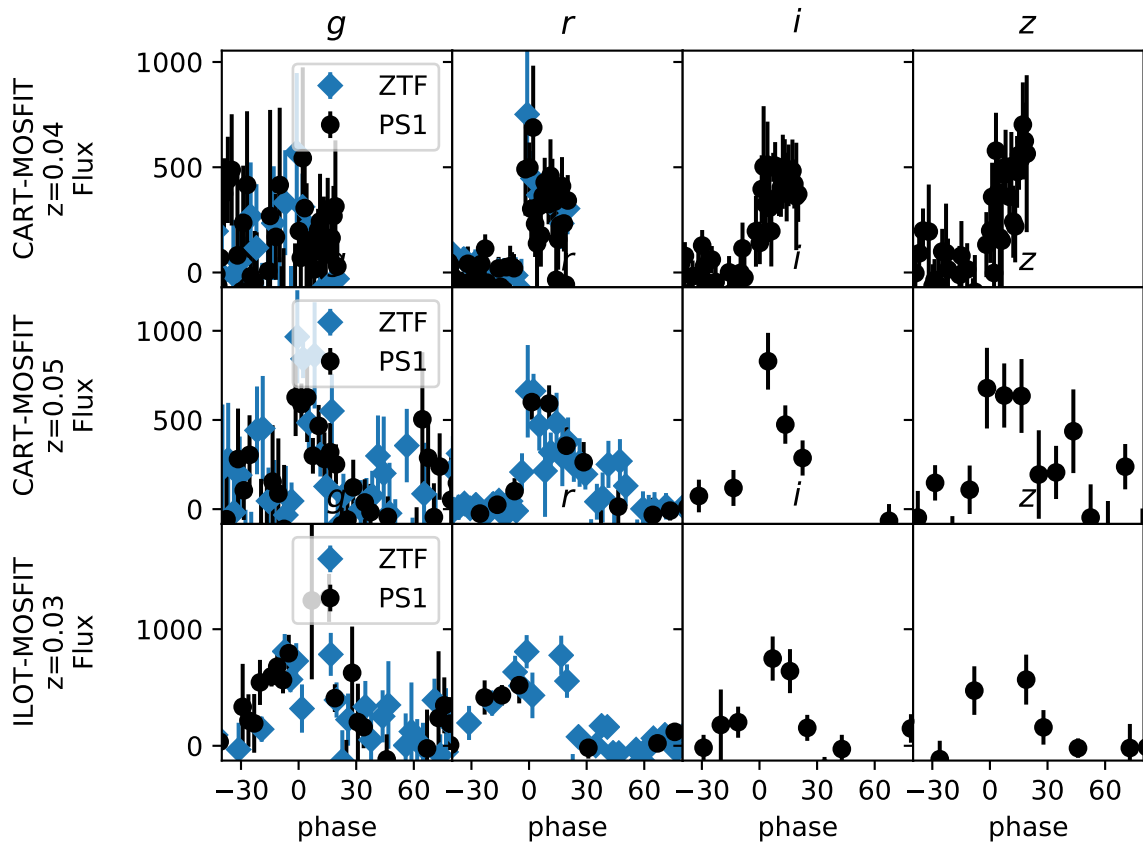 g r i z
CART-MOSFIT
z=0.04
Flux
1000
500
0
ZTF
PS1
g r i z
CART-MOSFIT
z=0.05
Flux
1000
500
0
ZTF
PS1
g r i z
ILOT-MOSFIT
z=0.03
Flux
1000
0
ZTF
PS1
−30 0 30 60
−30 0 30 60
−30 0 30 60
−30 0 30 60
phase
phase
phase
phase